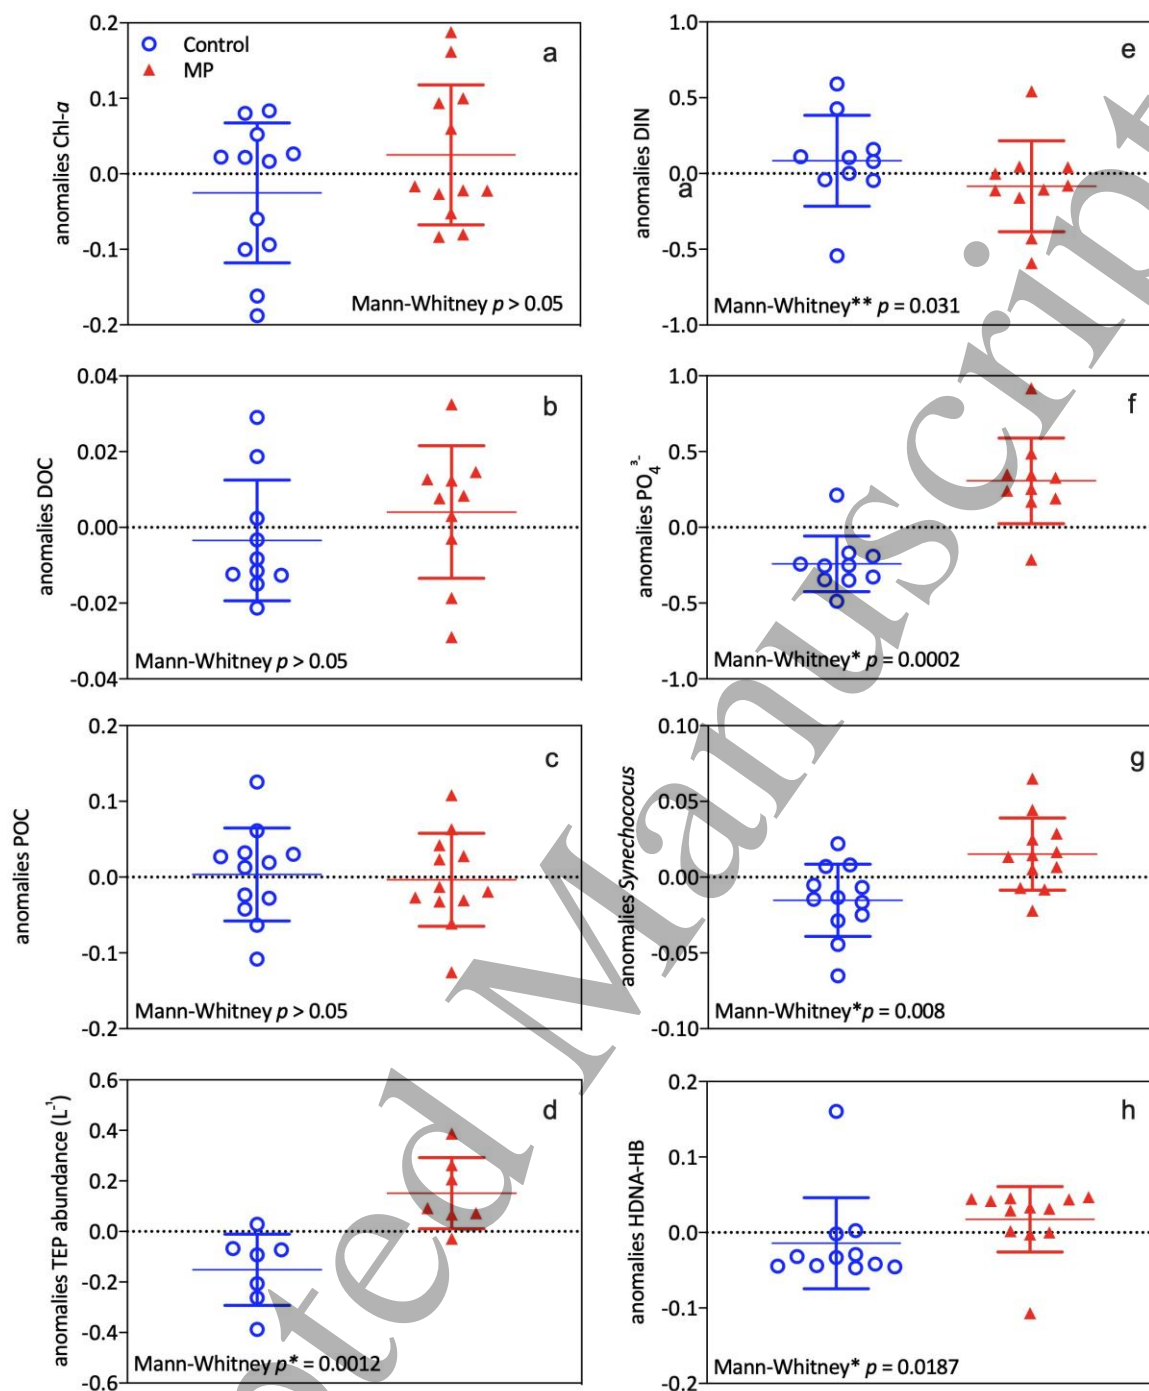 0.2
0.1
0.0
-0.1
-0.2
anomalies Chl-a
Control
MP
a
Mann-Whitney p > 0.05
1.0
0.5
0.0
-0.5
-1.0
anomalies DIN
e
a
Mann-Whitney** p = 0.031
0.04
0.02
0.00
-0.02
-0.04
anomalies DOC
b
Mann-Whitney p > 0.05
1.0
0.5
0.0
-0.5
-1.0
anomalies PO₄³⁻
f
Mann-Whitney* p = 0.0002
0.2
0.1
0.0
-0.1
-0.2
anomalies POC
c
Mann-Whitney p > 0.05
0.10
0.05
0.00
-0.05
-0.10
anomalies Synechococus
g
Mann-Whitney*p = 0.008
0.6
0.4
0.2
0.0
-0.2
-0.4
-0.6
anomalies TEP abundance (L⁻¹)
d
Mann-Whitney p* = 0.0012
0.2
0.1
0.0
-0.1
-0.2
anomalies HDNA-HB
h
Mann-Whitney* p = 0.0187
oted Manuscript